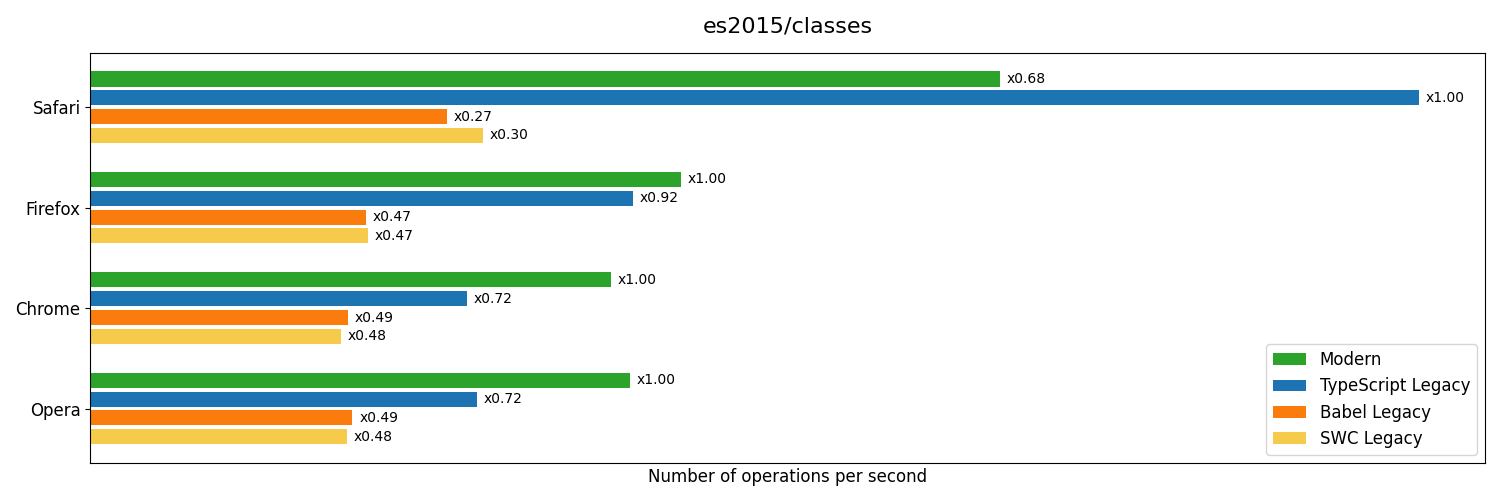 es2015/classes
Safari
x0.68
x1.00
x0.27
x0.30
Firefox
x1.00
x0.92
x0.47
x0.47
Chrome
x1.00
x0.72
x0.49
x0.48
Opera
x1.00
x0.72
x0.49
x0.48
Modern
TypeScript Legacy
Babel Legacy
SWC Legacy
Number of operations per second